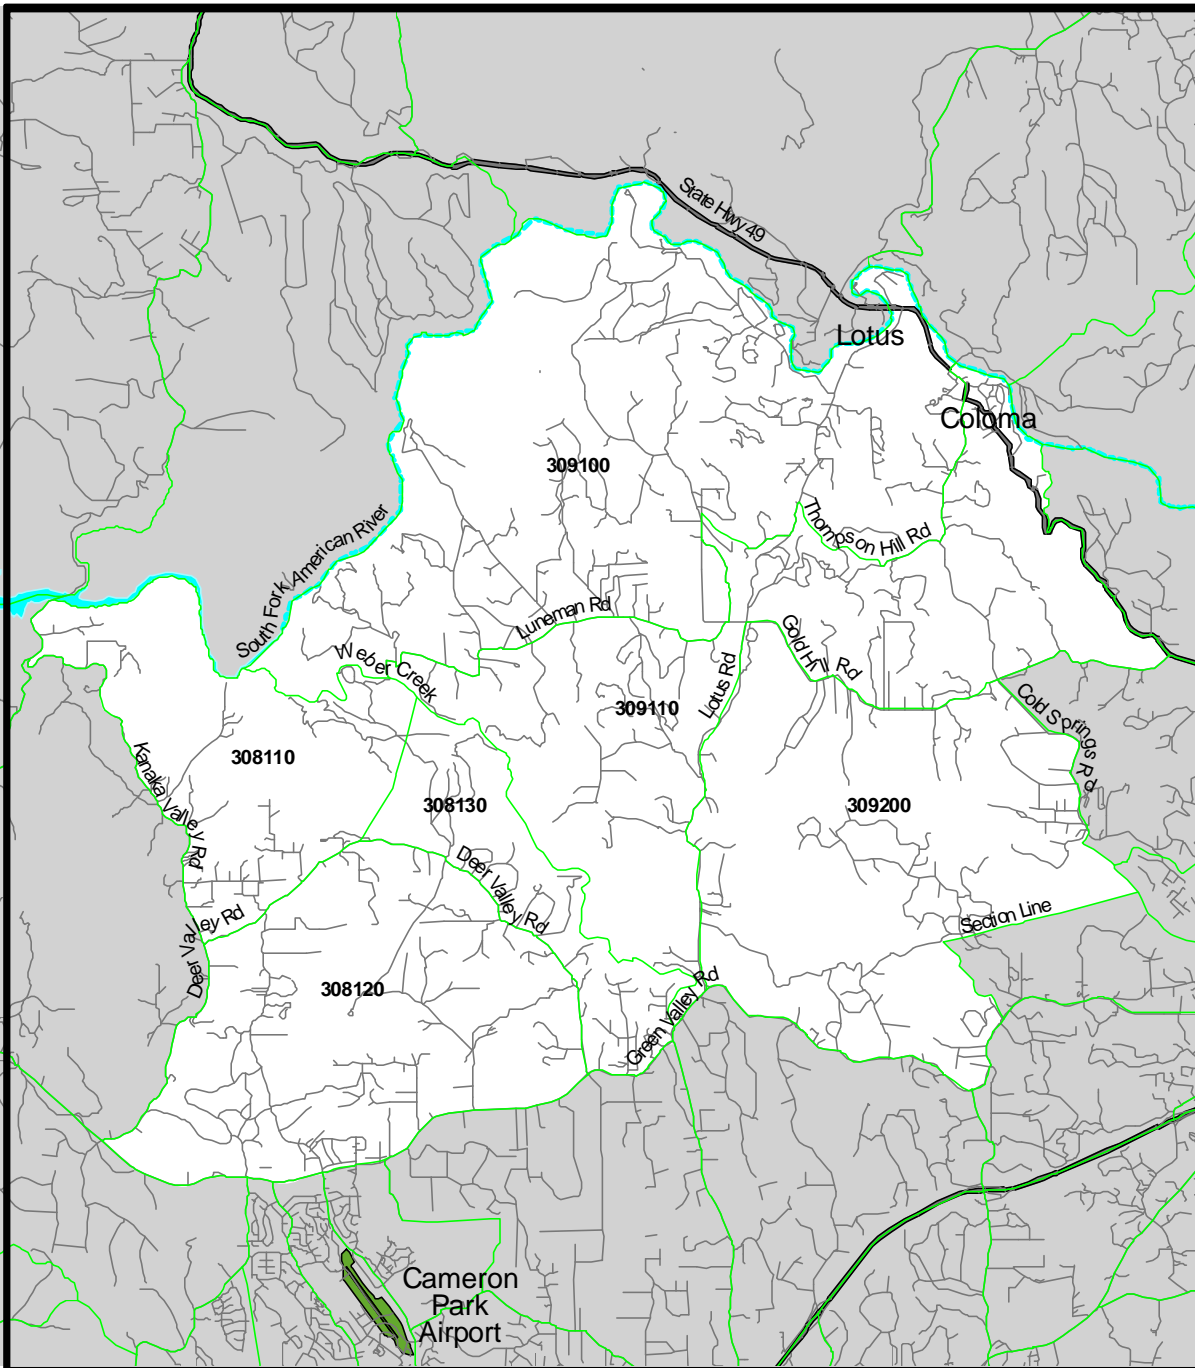 State Hwy 49
Lotus
Coloma
309100
Thompson Hill Rd
South Fork American River
Luneman Rd
Gold Hill Rd
Weber Creek
Lotus Rd
309110
Cold Springs Rd
308110
Kanaka Valley Rd
308130
309200
Deer Valley Rd
Deer Valley Rd
Section Line
308120
Green Valley Rd
Cameron
Park
Airport